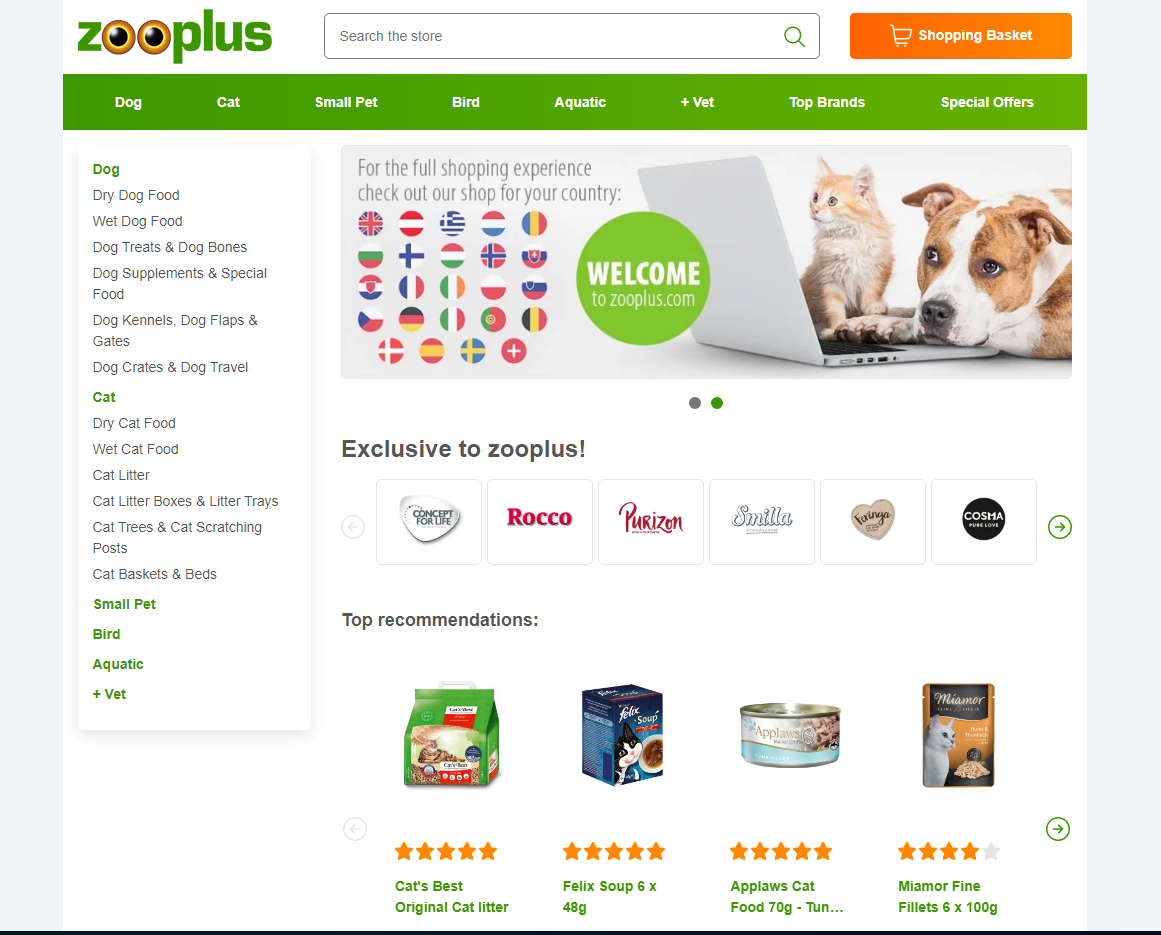 zooplus
Search the store
Shopping Basket
Dog
Cat
Small Pet
Bird
Aquatic
+ Vet
Top Brands
Special Offers
Dog
Dry Dog Food
Wet Dog Food
Dog Treats & Dog Bones
Dog Supplements & Special
Food
Dog Kennels, Dog Flaps &
Gates
Dog Crates & Dog Travel
Cat
Dry Cat Food
Wet Cat Food
Cat Litter
Cat Litter Boxes & Litter Trays
Cat Trees & Cat Scratching
Posts
Cat Baskets & Beds
Small Pet
Bird
Aquatic
+ Vet
For the full shopping experience
check out our shop for your country:
WELCOME
to zooplus.com
Exclusive to zooplus!
CONCEPT
FOR LIFE
Rocco
Purizon
Smilla
Feringa
COSMA
PURE LOVE
Top recommendations:
Cat's Best
felix
Soup
Applaws
Miamor
Cat's Best
Original Cat litter
Felix Soup 6 x
48g
Applaws Cat
Food 70g - Tun...
Miamor Fine
Fillets 6 x 100g